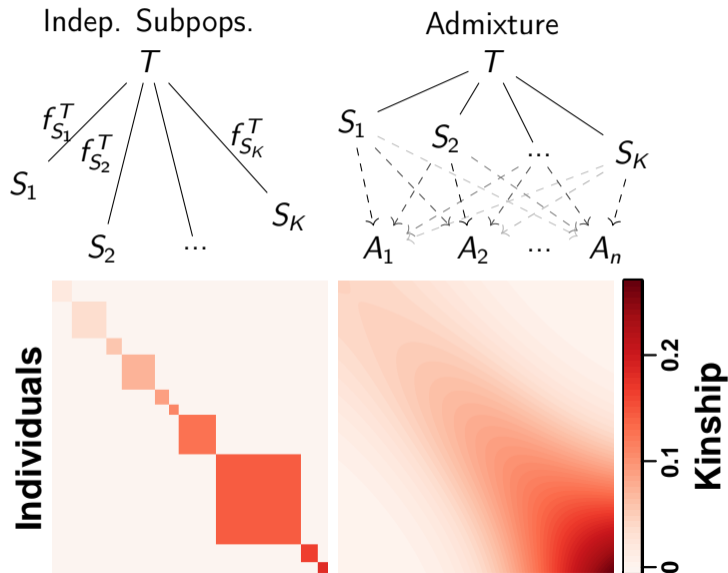 Indep. Subpops.
T
f_{S_1}^T
f_{S_2}^T
f_{S_K}^T
S_1
S_K
S_2
...
Admixture
T
S_1
S_2
...
S_K
A_1
A_2
...
A_n
Individuals
0.2
0.1
0
Kinship